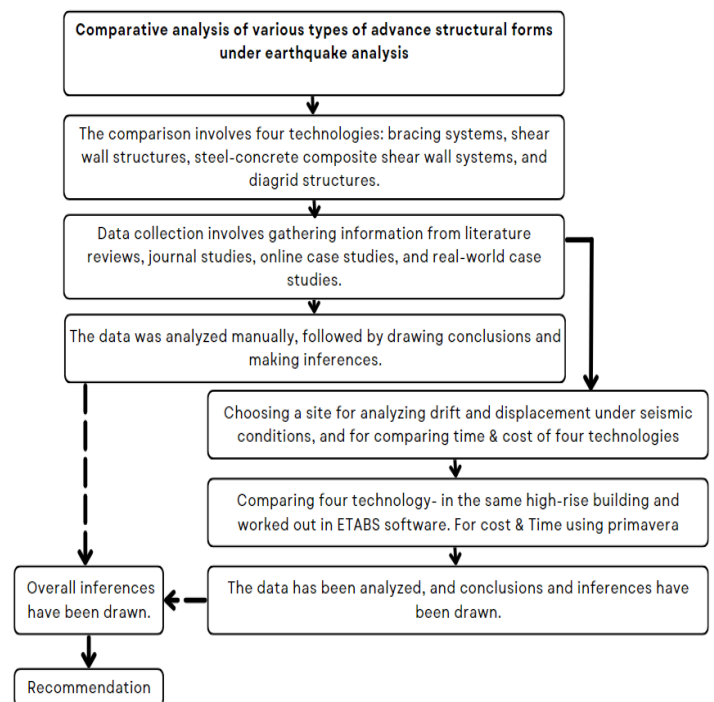 Comparative analysis of various types of advance structural forms
under earthquake analysis
The comparison involves four technologies: bracing systems, shear
wall structures, steel-concrete composite shear wall systems, and
diagrid structures.
Data collection involves gathering information from literature
reviews, journal studies, online case studies, and real-world case
studies.
The data was analyzed manually, followed by drawing conclusions and
making inferences.
Choosing a site for analyzing drift and displacement under seismic
conditions, and for comparing time & cost of four technologies
Comparing four technology- in the same high-rise building and
worked out in ETABS software. For cost & Time using primavera
The data has been analyzed, and conclusions and inferences have
been drawn.
Overall inferences
have been drawn.
Recommendation